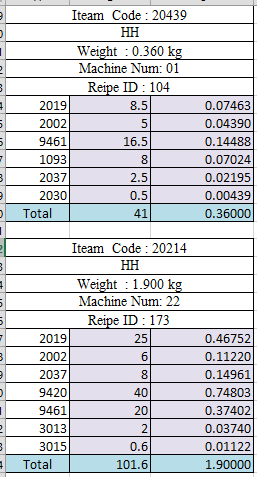 Iteam Code : 20439
HH
Weight : 0.360 kg
Machine Num: 01
Reipe ID : 104
2019 8.5 0.07463
2002 5 0.04390
9461 16.5 0.14488
1093 8 0.07024
2037 2.5 0.02195
2030 0.5 0.00439
Total 41 0.36000
Iteam Code : 20214
HH
Weight : 1.900 kg
Machine Num: 22
Reipe ID : 173
2019 25 0.46752
2002 6 0.11220
2037 8 0.14961
9420 40 0.74803
9461 20 0.37402
3013 2 0.03740
3015 0.6 0.01122
Total 101.6 1.90000